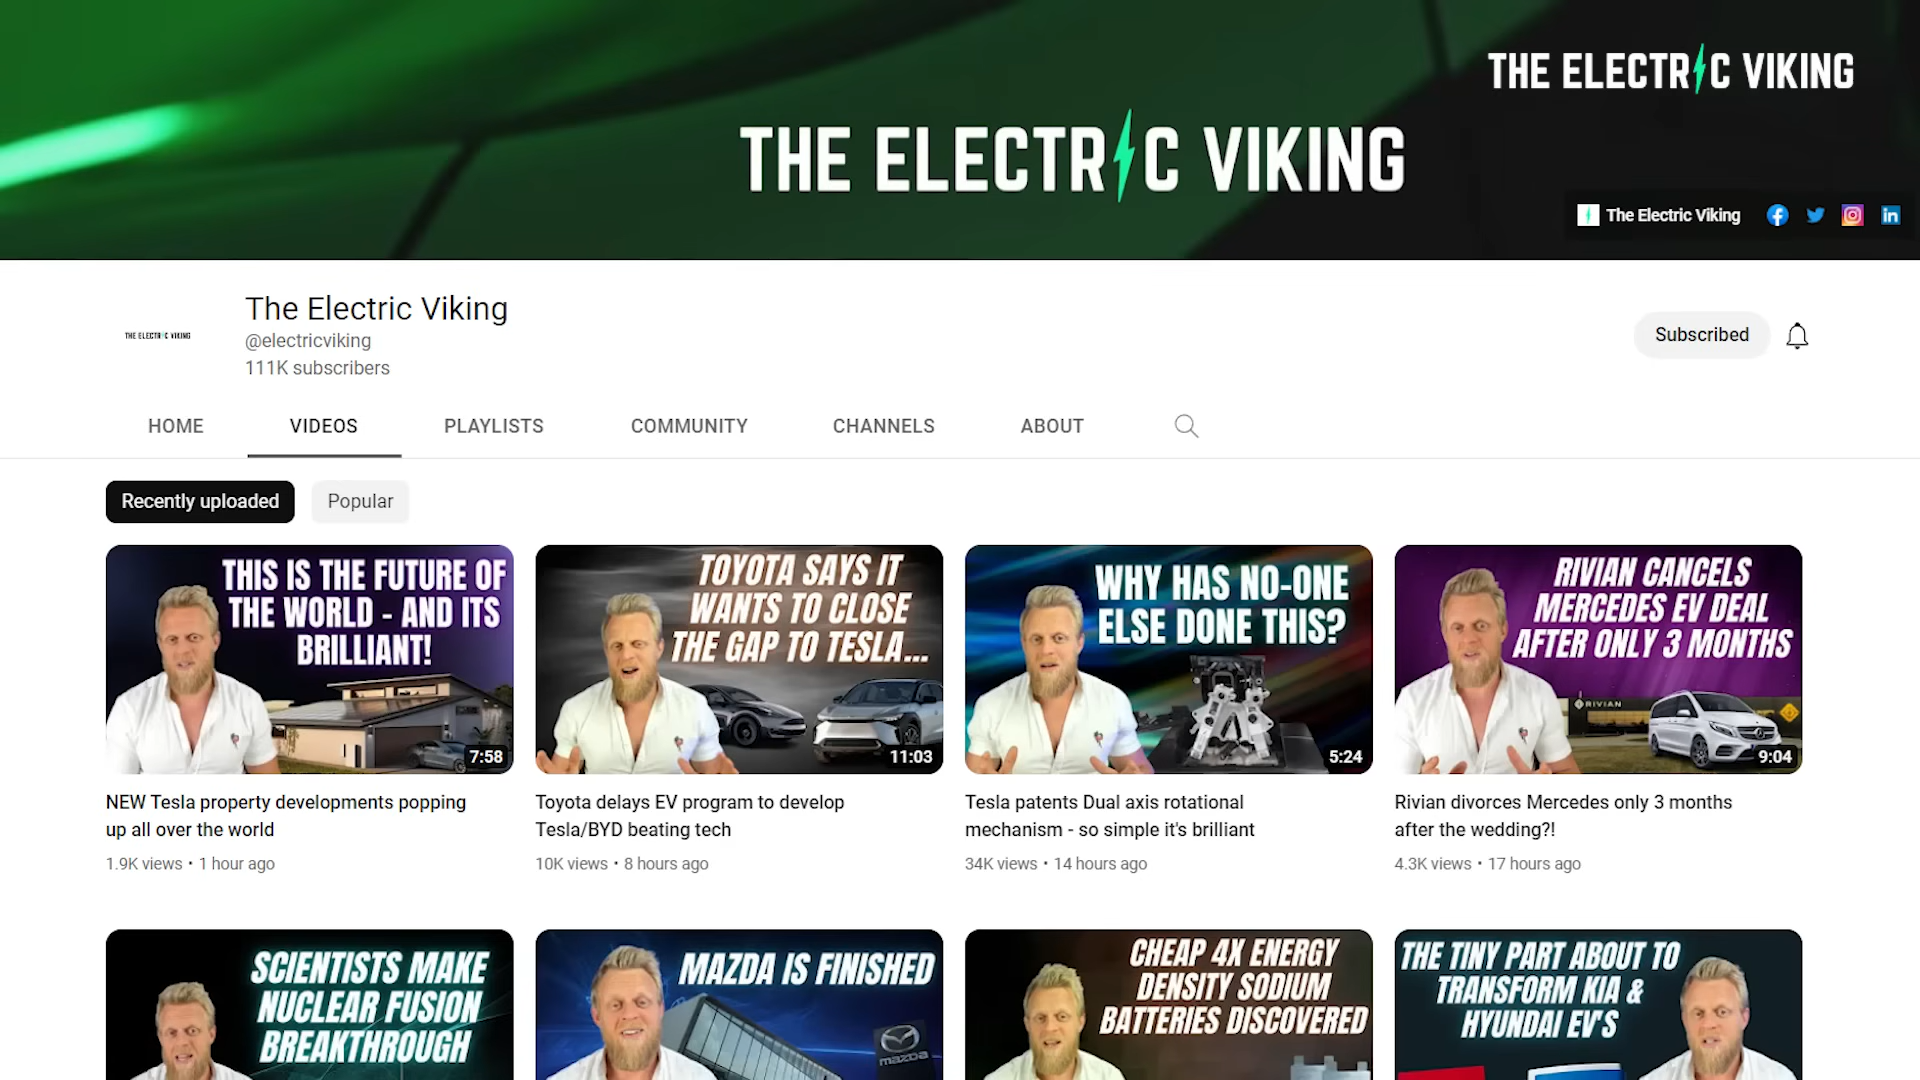 THE ELECTRIC VIKING
THE ELECTRIC VIKING
The Electric Viking
The Electric Viking
THE ELECTRIC VIKING
@electricviking
111K subscribers
Subscribed
HOME
VIDEOS
PLAYLISTS
COMMUNITY
CHANNELS
ABOUT
Recently uploaded
Popular
THIS IS THE FUTURE OF
THE WORLD - AND ITS
BRILLIANT!
7:58
TOYOTA SAYS IT
WANTS TO CLOSE
THE GAP TO TESLA...
11:03
WHY HAS NO-ONE
ELSE DONE THIS?
5:24
RIVIAN CANCELS
MERCEDES EV DEAL
AFTER ONLY 3 MONTHS
RIVIAN
9:04
NEW Tesla property developments popping
up all over the world
1.9K views • 1 hour ago
Toyota delays EV program to develop
Tesla/BYD beating tech
10K views • 8 hours ago
Tesla patents Dual axis rotational
mechanism - so simple it's brilliant
34K views • 14 hours ago
Rivian divorces Mercedes only 3 months
after the wedding?!
4.3K views • 17 hours ago
SCIENTISTS MAKE
NUCLEAR FUSION
BREAKTHROUGH
MAZDA IS FINISHED
mazda
CHEAP 4X ENERGY
DENSITY SODIUM
BATTERIES DISCOVERED
THE TINY PART ABOUT TO
TRANSFORM KIA &
HYUNDAI EV'S